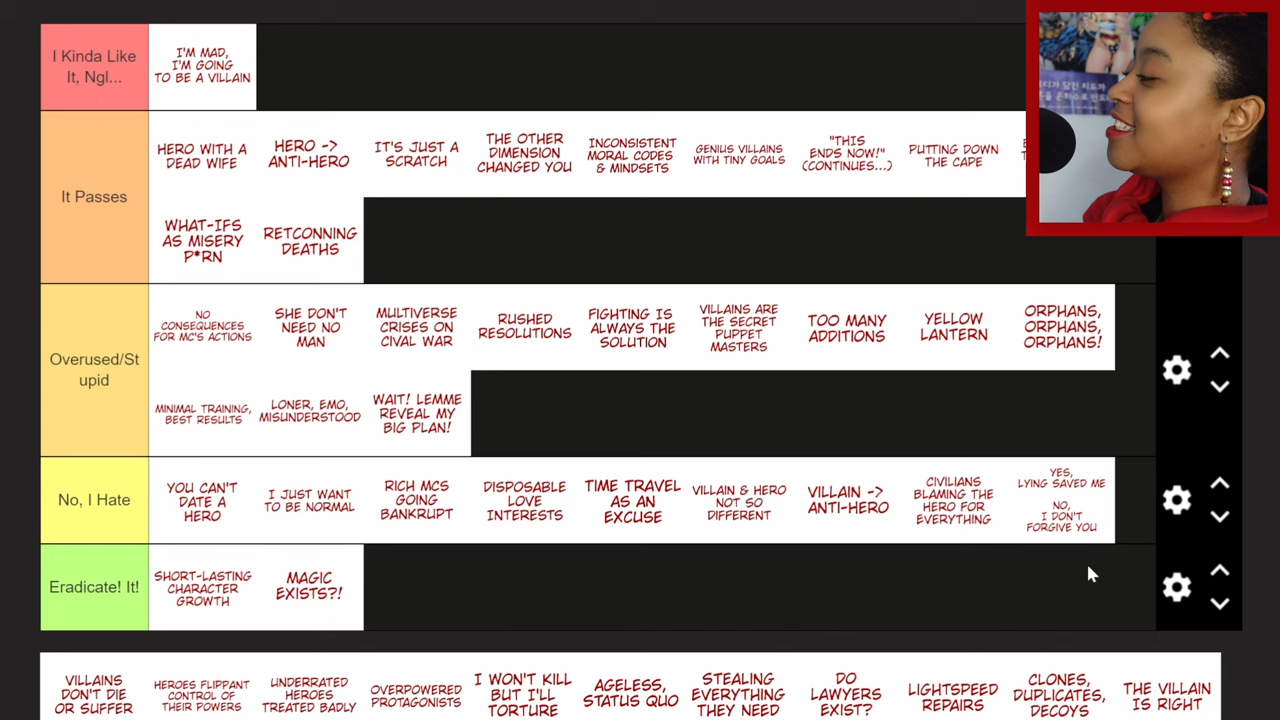 I Kinda Like
It, Ngl...
I'M MAD,
I'M GOING
TO BE A VILLAIN
It Passes
HERO WITH A
DEAD WIFE
HERO ->
ANTI-HERO
IT'S JUST A
SCRATCH
THE OTHER
DIMENSION
CHANGED YOU
INCONSISTENT
MORAL CODES
& MINDSETS
GENIUS VILLAINS
WITH TINY GOALS
"THIS
ENDS NOW!"
(CONTINUES...)
PUTTING DOWN
THE CAPE
WHAT-IFS
AS MISERY
P*RN
RETCONNING
DEATHS
Overused/St
upid
NO
CONSEQUENCES
FOR MC'S ACTIONS
SHE DON'T
NEED NO
MAN
MULTIVERSE
CRISES ON
CIVAL WAR
RUSHED
RESOLUTIONS
FIGHTING IS
ALWAYS THE
SOLUTION
VILLAINS ARE
THE SECRET
PUPPET
MASTERS
TOO MANY
ADDITIONS
YELLOW
LANTERN
ORPHANS,
ORPHANS,
ORPHANS!
MINIMAL TRAINING,
BEST RESULTS
LONER, EMO,
MISUNDERSTOOD
WAIT! LEMME
REVEAL MY
BIG PLAN!
No, I Hate
YOU CAN'T
DATE A
HERO
I JUST WANT
TO BE NORMAL
RICH MCS
GOING
BANKRUPT
DISPOSABLE
LOVE
INTERESTS
TIME TRAVEL
AS AN
EXCUSE
VILLAIN & HERO
NOT SO
DIFFERENT
VILLAIN ->
ANTI-HERO
CIVILIANS
BLAMING THE
HERO FOR
EVERYTHING
YES,
LYING SAVED ME
NO,
I DON'T
FORGIVE YOU
Eradicate! It!
SHORT-LASTING
CHARACTER
GROWTH
MAGIC
EXISTS?!
VILLAINS
DON'T DIE
OR SUFFER
HEROES FLIPPANT
CONTROL OF
THEIR POWERS
UNDERRATED
HEROES
TREATED BADLY
OVERPOWERED
PROTAGONISTS
I WON'T KILL
BUT I'LL
TORTURE
AGELESS,
STATUS QUO
STEALING
EVERYTHING
THEY NEED
DO
LAWYERS
EXIST?
LIGHTSPEED
REPAIRS
CLONES,
DUPLICATES,
DECOYS
THE VILLAIN
IS RIGHT